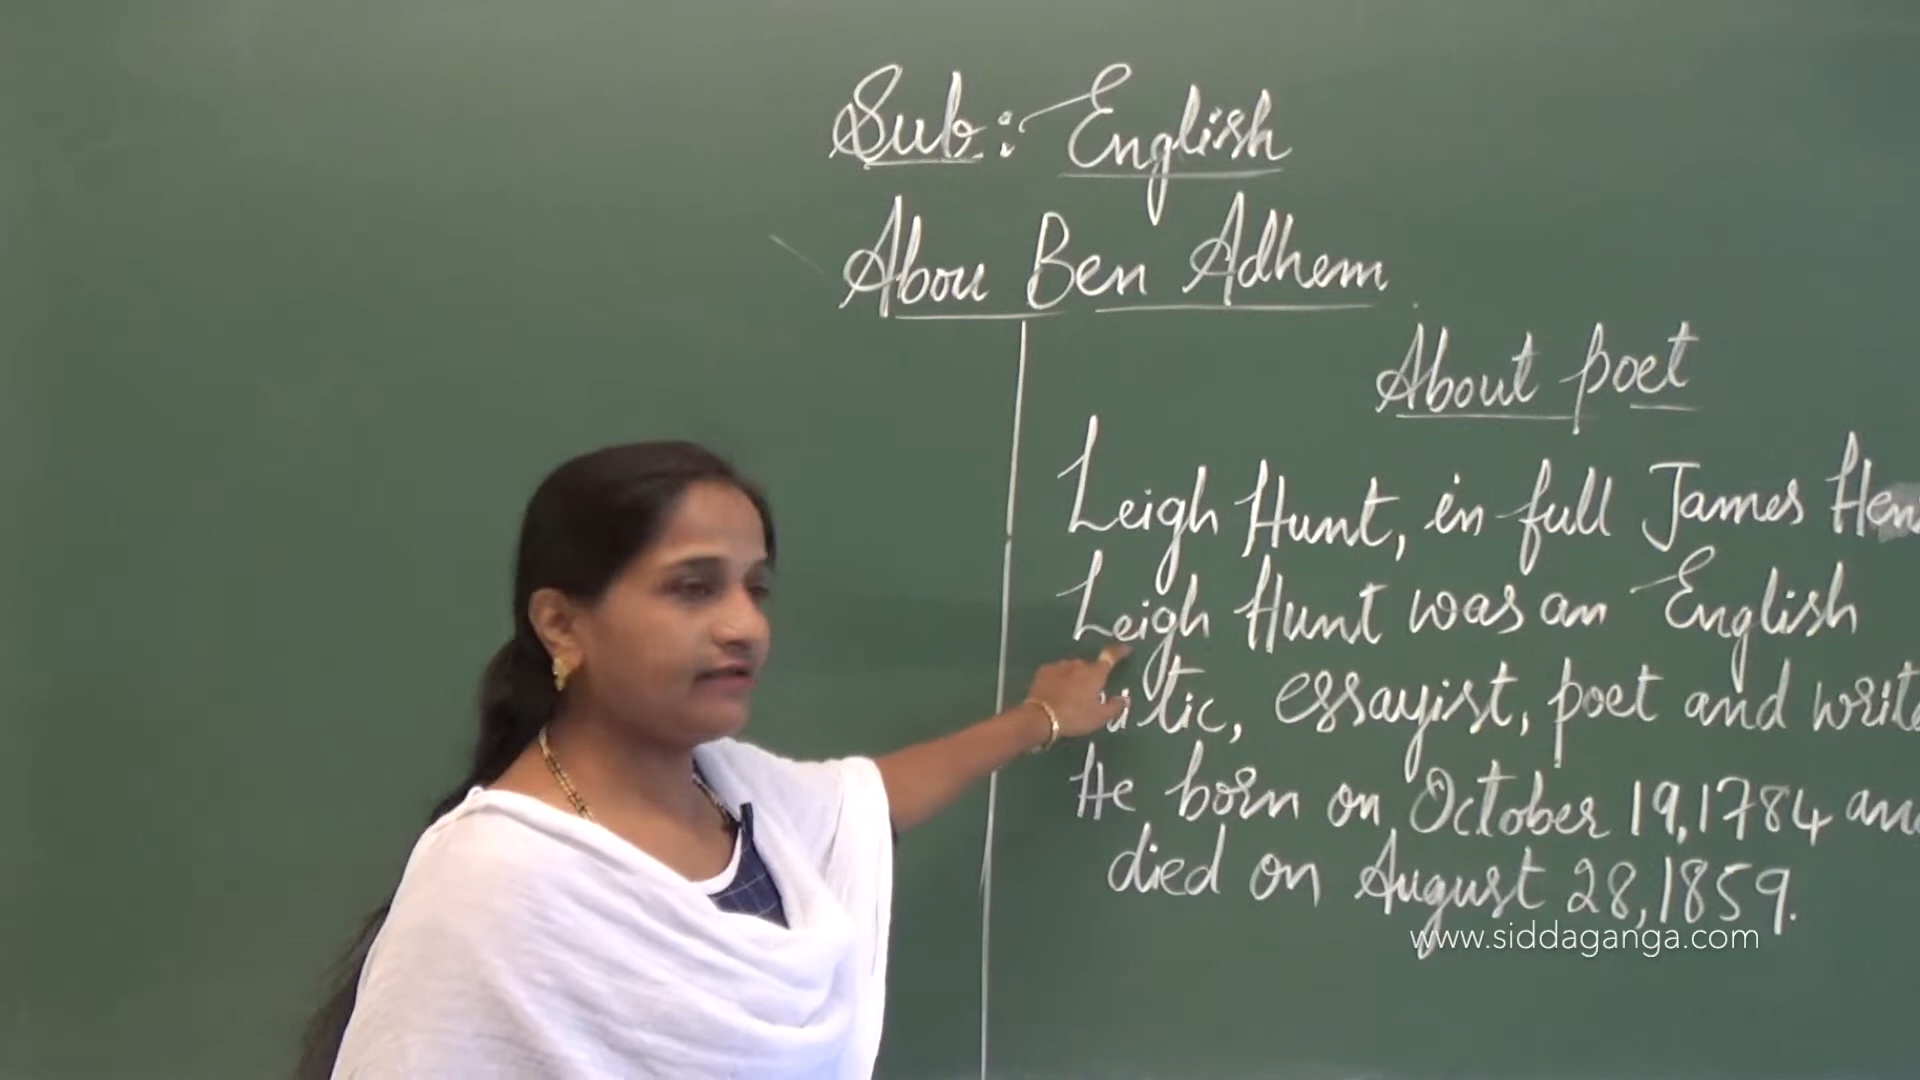 Sub: English
Abou Ben Adhem
About poet
Leigh Hunt, in full James
Leigh Hunt was an English
essayist, poet and
He born on October 19, 1784
died on August 28, 1859.
www.siddaganga.com